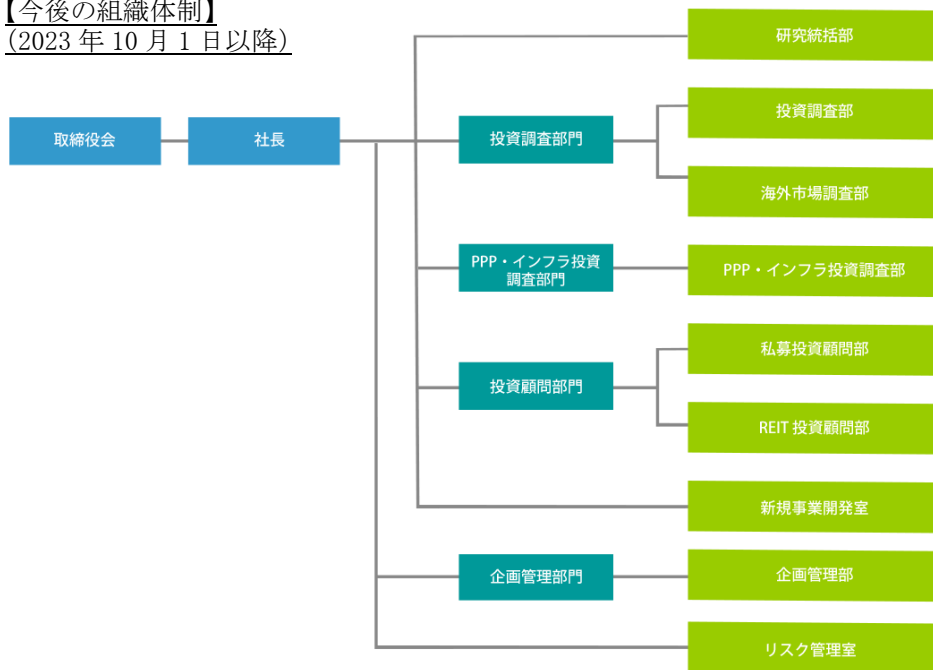 【今後の組織体制】
(2023 年 10 月 1 日以降)
取締役会
社長
研究統括部
投資調査部門
投資調査部
海外市場調査部
PPP・インフラ投資
調査部門
PPP・インフラ投資調査部
投資顧問部門
私募投資顧問部
REIT 投資顧問部
新規事業開発室
企画管理部門
企画管理部
リスク管理室